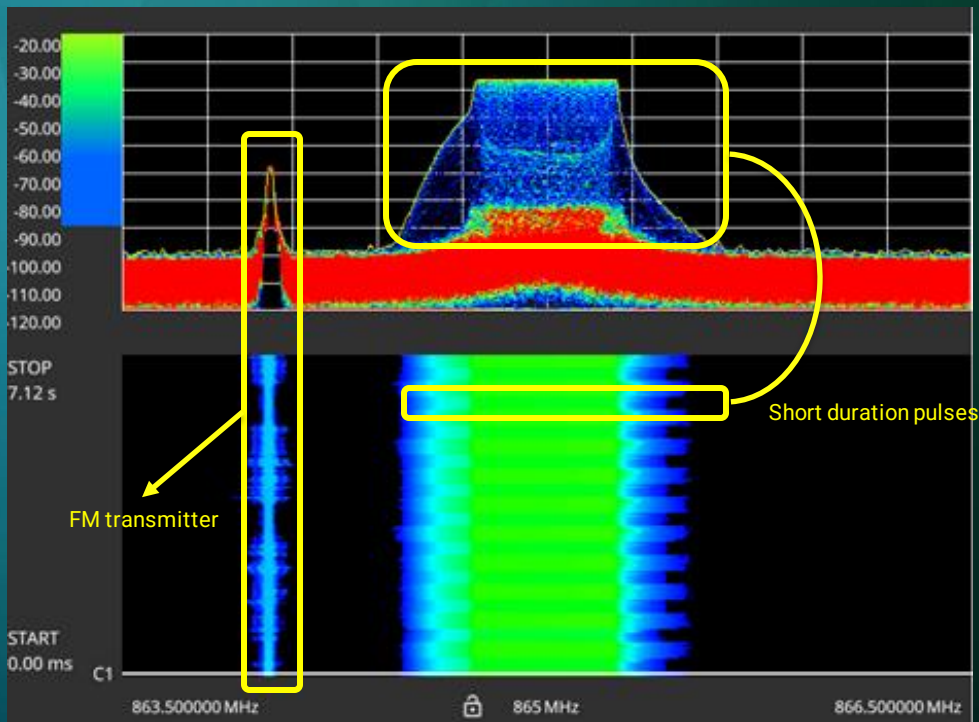 -20.00
-30.00
-40.00
-50.00
-60.00
-70.00
-80.00
-90.00
-100.00
-110.00
-120.00
STOP
7.12 s
Short duration pulses
FM transmitter
START
0.00 ms
C1
863.500000 MHz
865 MHz
866.500000 MHz